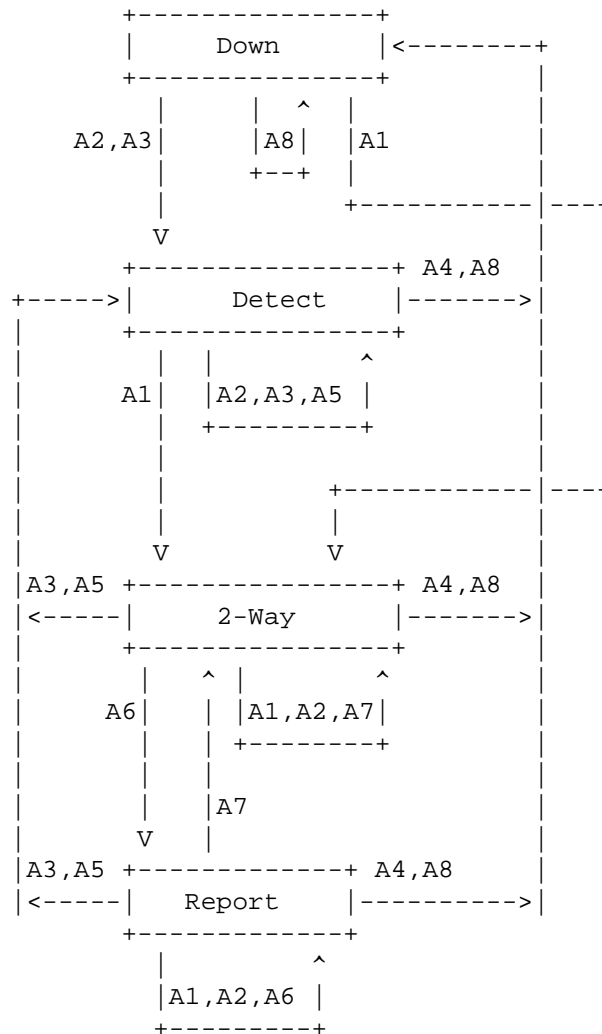 Down
A2,A3 A8 A1
A4,A8
Detect
A1 A2,A3,A5
A3,A5 A4,A8
2-Way
A6 A1,A2,A7
A7
A3,A5 A4,A8
Report
A1,A2,A6